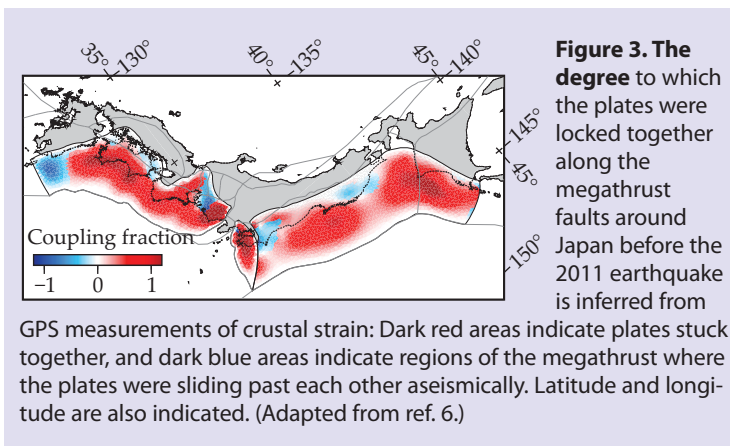 35°
–130°
40°
–135°
45°
–140°
–145°
45°
–150°
Coupling fraction
–1 0 1
Figure 3. The
degree to which
the plates were
locked together
along the
megathrust
faults around
Japan before the
2011 earthquake
is inferred from
GPS measurements of crustal strain: Dark red areas indicate plates stuck
together, and dark blue areas indicate regions of the megathrust where
the plates were sliding past each other aseismically. Latitude and longi-
tude are also indicated. (Adapted from ref. 6.)